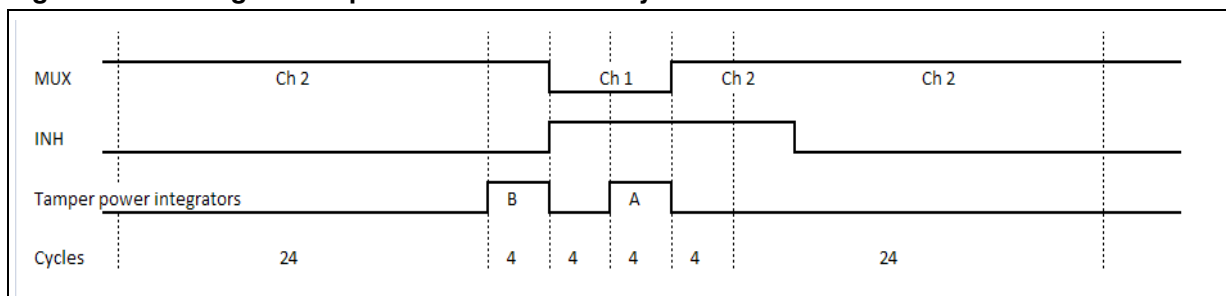 MUX Ch 2 Ch 1 Ch 2 Ch 2
INH
Tamper power integrators B A
Cycles 24 4 4 4 4 24